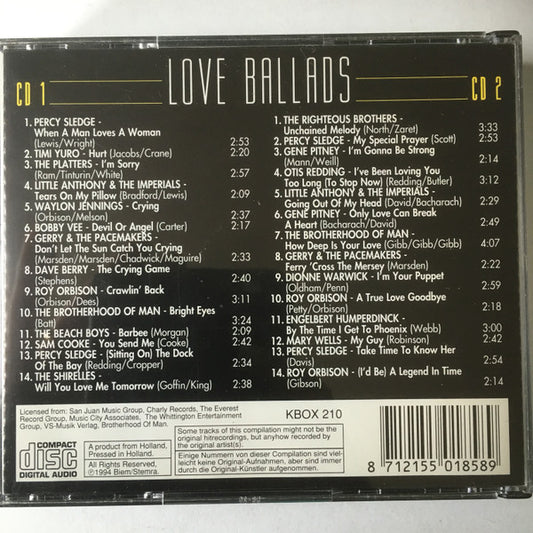 LOVE BALLADS
CD 1
1. PERCY SLEDGE -
When A Man Loves A Woman
(Lewis/Wright) 2:53
2. TIMI YURO - Hurt (Jacobs/Crane) 2:20
3. THE PLATTERS - I'm Sorry
(Ram/Tinturin/White) 2:57
4. LITTLE ANTHONY & THE IMPERIALS -
Tears On My Pillow (Bradford/Lewis) 2:09
5. WAYLON JENNINGS - Crying
(Orbison/Melson) 2:37
6. BOBBY VEE - Devil Or Angel (Carter) 2:17
7. GERRY & THE PACEMAKERS -
Don't Let The Sun Catch You Crying
(Marsden/Marsden/Chadwick/Maguire) 2:33
8. DAVE BERRY - The Crying Game
(Stephens) 2:40
9. ROY ORBISON - Crawlin' Back
(Orbison/Dees) 3:11
10. THE BROTHERHOOD OF MAN - Bright Eyes
(Batt) 3:24
11. THE BEACH BOYS - Barbee (Morgan) 2:09
12. SAM COOKE - You Send Me (Cooke) 2:42
13. PERCY SLEDGE - (Sitting On) The Dock
Of The Bay (Redding/Cropper) 2:34
14. THE SHIRELLES -
Will You Love Me Tomorrow (Goffin/King) 2:38
CD 2
1. THE RIGHTEOUS BROTHERS -
Unchained Melody (North/Zaret) 3:33
2. PERCY SLEDGE - My Special Prayer (Scott) 2:53
3. GENE PITNEY - I'm Gonna Be Strong
(Mann/Weill) 2:14
4. OTIS REDDING - I've Been Loving You
Too Long (To Stop Now) (Redding/Butler) 3:12
5. LITTLE ANTHONY & THE IMPERIALS -
Going Out Of My Head (David/Bacharach) 2:29
6. GENE PITNEY - Only Love Can Break
A Heart (Bacharach/David) 2:49
7. THE BROTHERHOOD OF MAN -
How Deep Is Your Love (Gibb/Gibb/Gibb) 4:07
8. GERRY & THE PACEMAKERS -
Ferry 'Cross The Mersey (Marsden) 2:22
9. DIONNE WARWICK - I'm Your Puppet
(Oldham/Penn) 2:59
10. ROY ORBISON - A True Love Goodbye
(Petty/Orbison) 2:18
11. ENGELBERT HUMPERDINCK -
By The Time I Get To Phoenix (Webb) 3:00
12. MARY WELLS - My Guy (Robinson) 2:42
13. PERCY SLEDGE - Take Time To Know Her
(Davis) 2:54
14. ROY ORBISON - (I'd Be) A Legend In Time
(Gibson) 2:14
Licensed from: San Juan Music Group, Charly Records, The Everest
Record Group, Music City Associates, The Whittington Entertainment
Group, VS-Musik Verlag, Brotherhood Of Man.
KBOX 210
COMPACT
disc
DIGITAL AUDIO
A product from Holland,
Pressed in Holland.
All Rights Reserved,
Ⓟ1994 Biem/Stemra.
Some tracks of this compilation might not be the
original hitrecordings, but anyhow recorded by
the original artist(s).
Einige Nummern von dieser Compilation sind viel-
leicht keine Original-Aufnahmen, aber dann doch
durch die Original-Künstler aufgenommen.
8 712155 018589